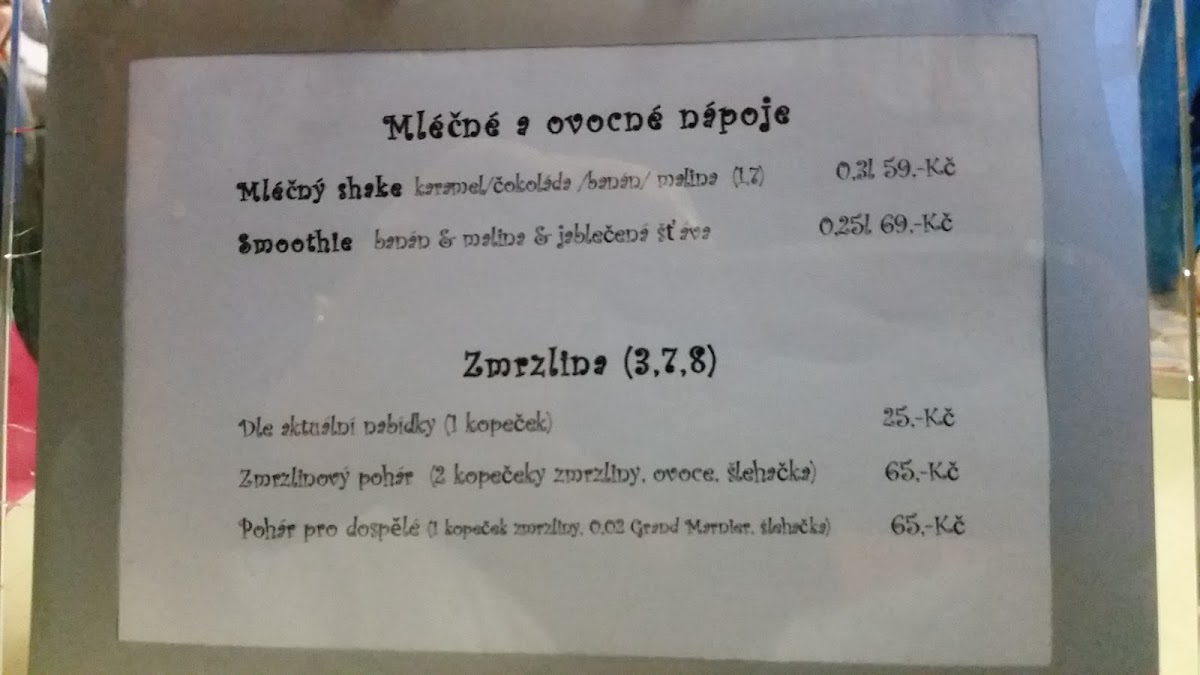 Mléčné a ovocné nápoje
Mléčný shake karamel/čokoláda /banán/ malina (1,7) 0,3l 59,-Kč
Smoothie banán & malina & jablečená šťáva 0,25l 69,-Kč
Zmrzlina (3,7,8)
Dle aktuální nabídky (1 kopeček) 25,-Kč
Zmrzlinový pohár (2 kopečeky zmrzliny, ovoce, šlehačka) 65,-Kč
Pohár pro dospělé (1 kopeček zmrzliny, 0,02 Grand Marnier, šlehačka) 65,-Kč